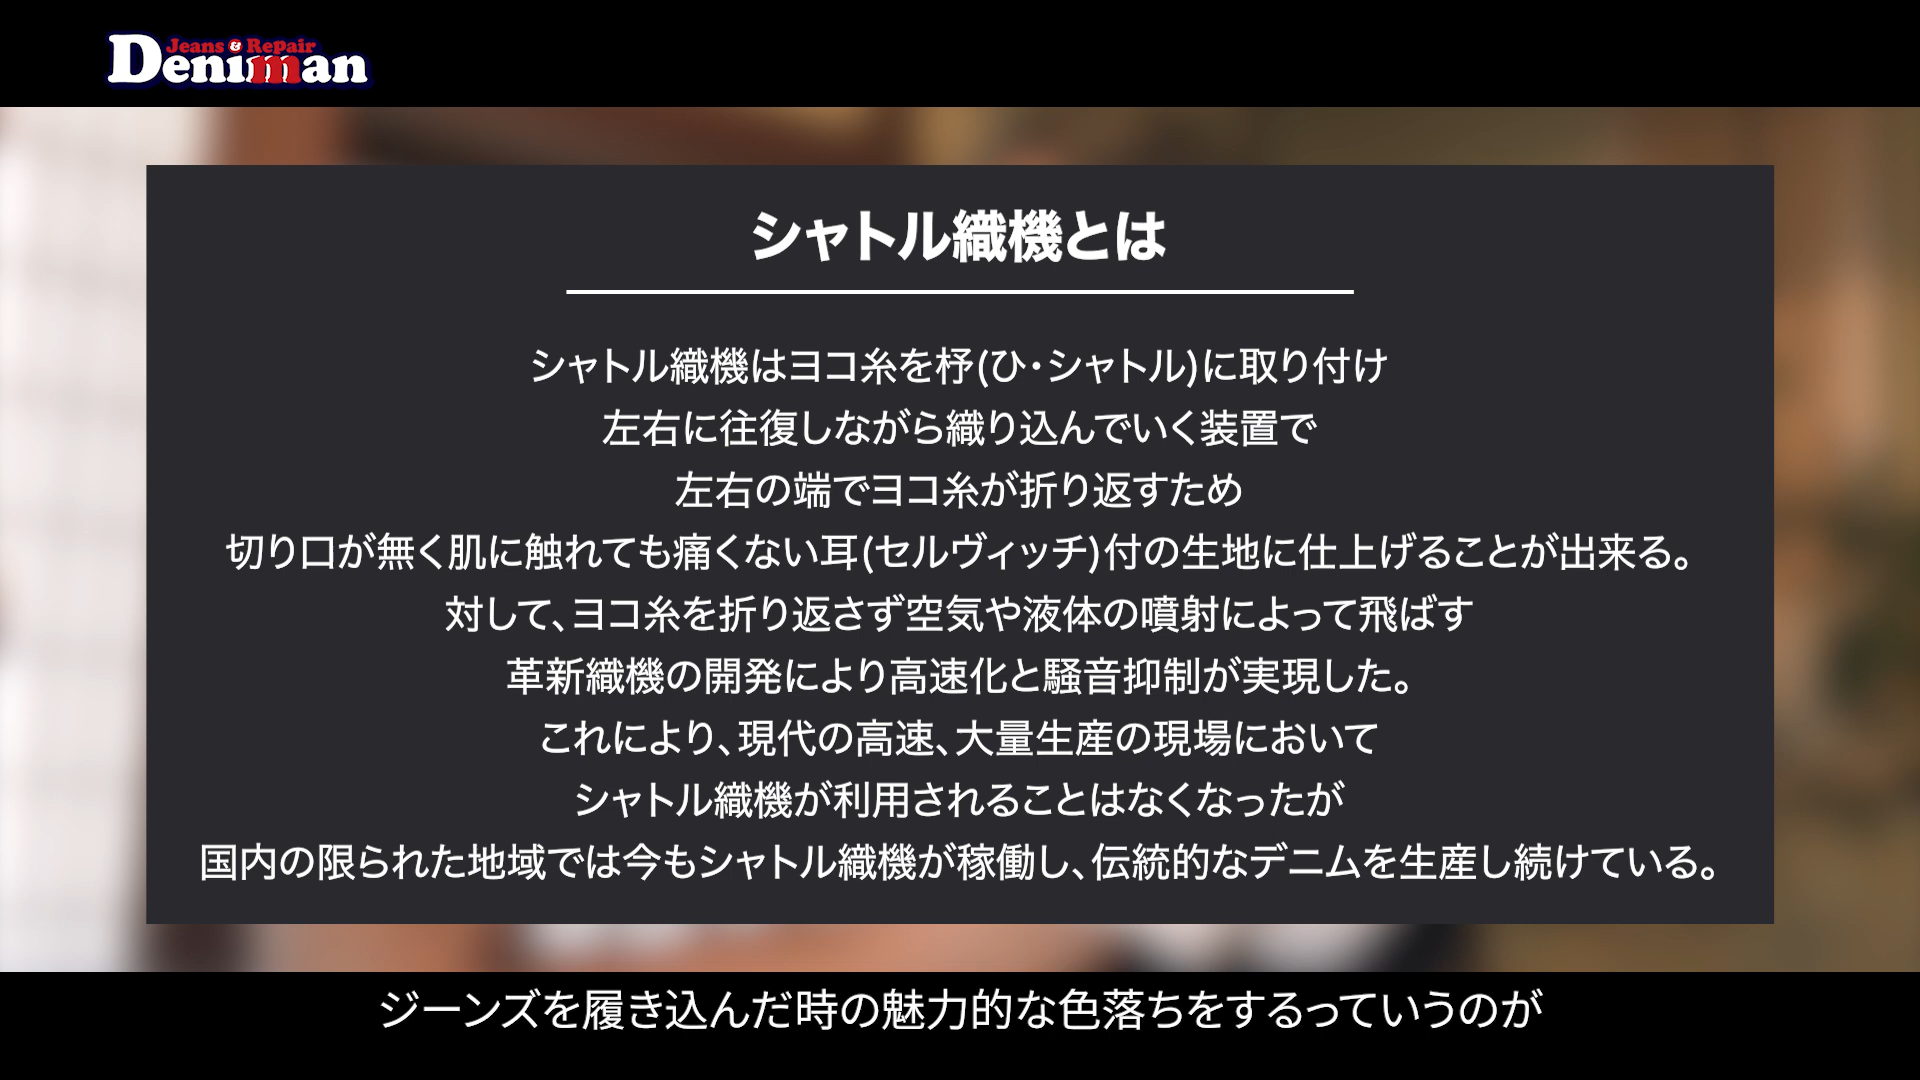 Jeans & Repair
Deniman
シャトル織機とは
シャトル織機はヨコ糸を杼(ひ・シャトル)に取り付け
左右に往復しながら織り込んでいく装置で
左右の端でヨコ糸が折り返すため
切り口が無く肌に触れても痛くない耳(セルヴィッチ)付の生地に仕上げることが出来る。
対して、ヨコ糸を折り返さず空気や液体の噴射によって飛ばす
革新織機の開発により高速化と騒音抑制が実現した。
これにより、現代の高速、大量生産の現場において
シャトル織機が利用されることはなくなったが
国内の限られた地域では今もシャトル織機が稼働し、伝統的なデニムを生産し続けている。
ジーンズを履き込んだ時の魅力的な色落ちをするっていうのが